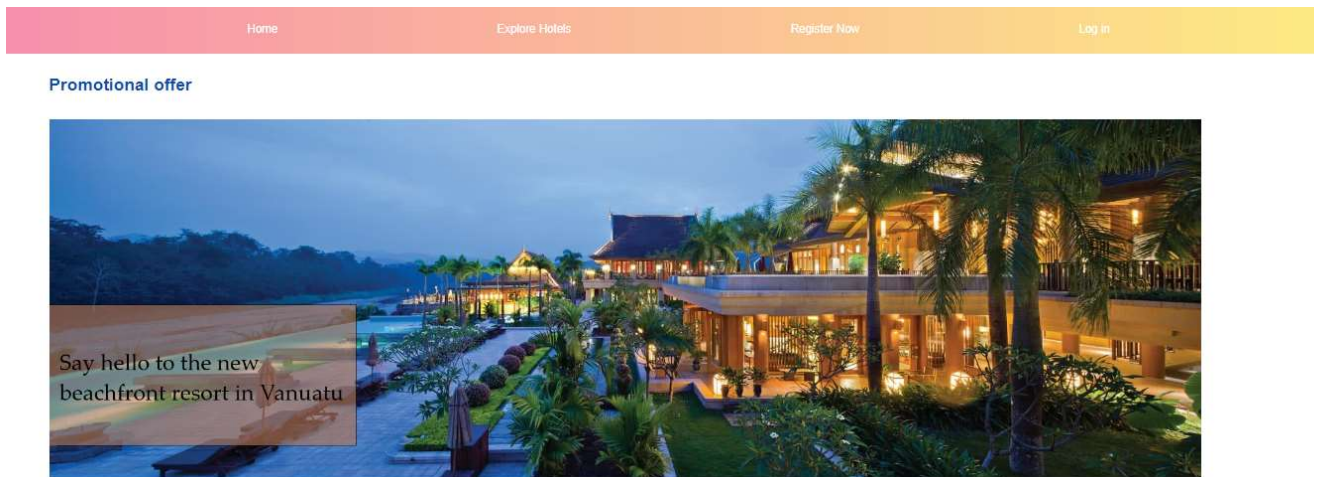 Home Explore Hotels Register Now Log in
Promotional offer
Say hello to the new
beachfront resort in Vanuatu